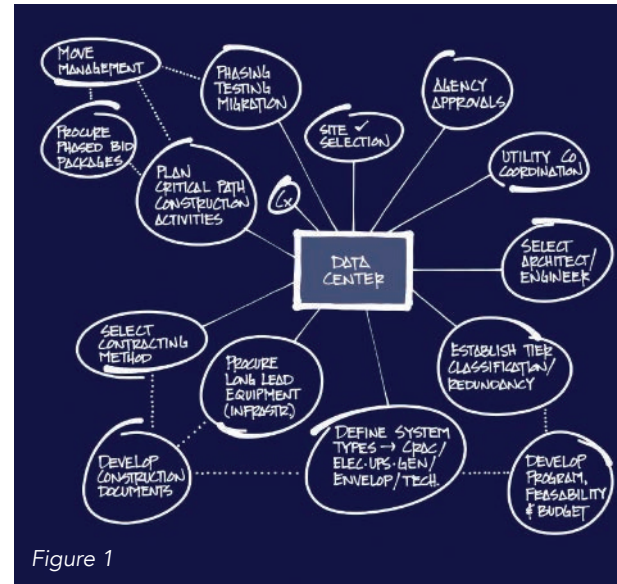 MOVE
MANAGEMENT
PHASING
TESTING
MIGRATION
AGENCY
APPROVALS
SITE ✓
SELECTION
PROCURE
PHASED BID
PACKAGES
UTILITY CO
COORDINATION
PLAN
CRITICAL PATH
CONSTRUCTION
ACTIVITIES
Cx
SELECT
ARCHITECT/
ENGINEER
DATA
CENTER
SELECT
CONTRACTING
METHOD
ESTABLISH TIER
CLASSIFICATION/
REDUNDANCY
PROCURE
LONG LEAD
EQUIPMENT
(INFRASTR.)
DEFINE SYSTEM
TYPES → CRAC/
ELEC·UPS·GEN/
ENVELOP/TECH.
DEVELOP
CONSTRUCTION
DOCUMENTS
DEVELOP
PROGRAM,
FEASABILITY
& BUDGET
Figure 1